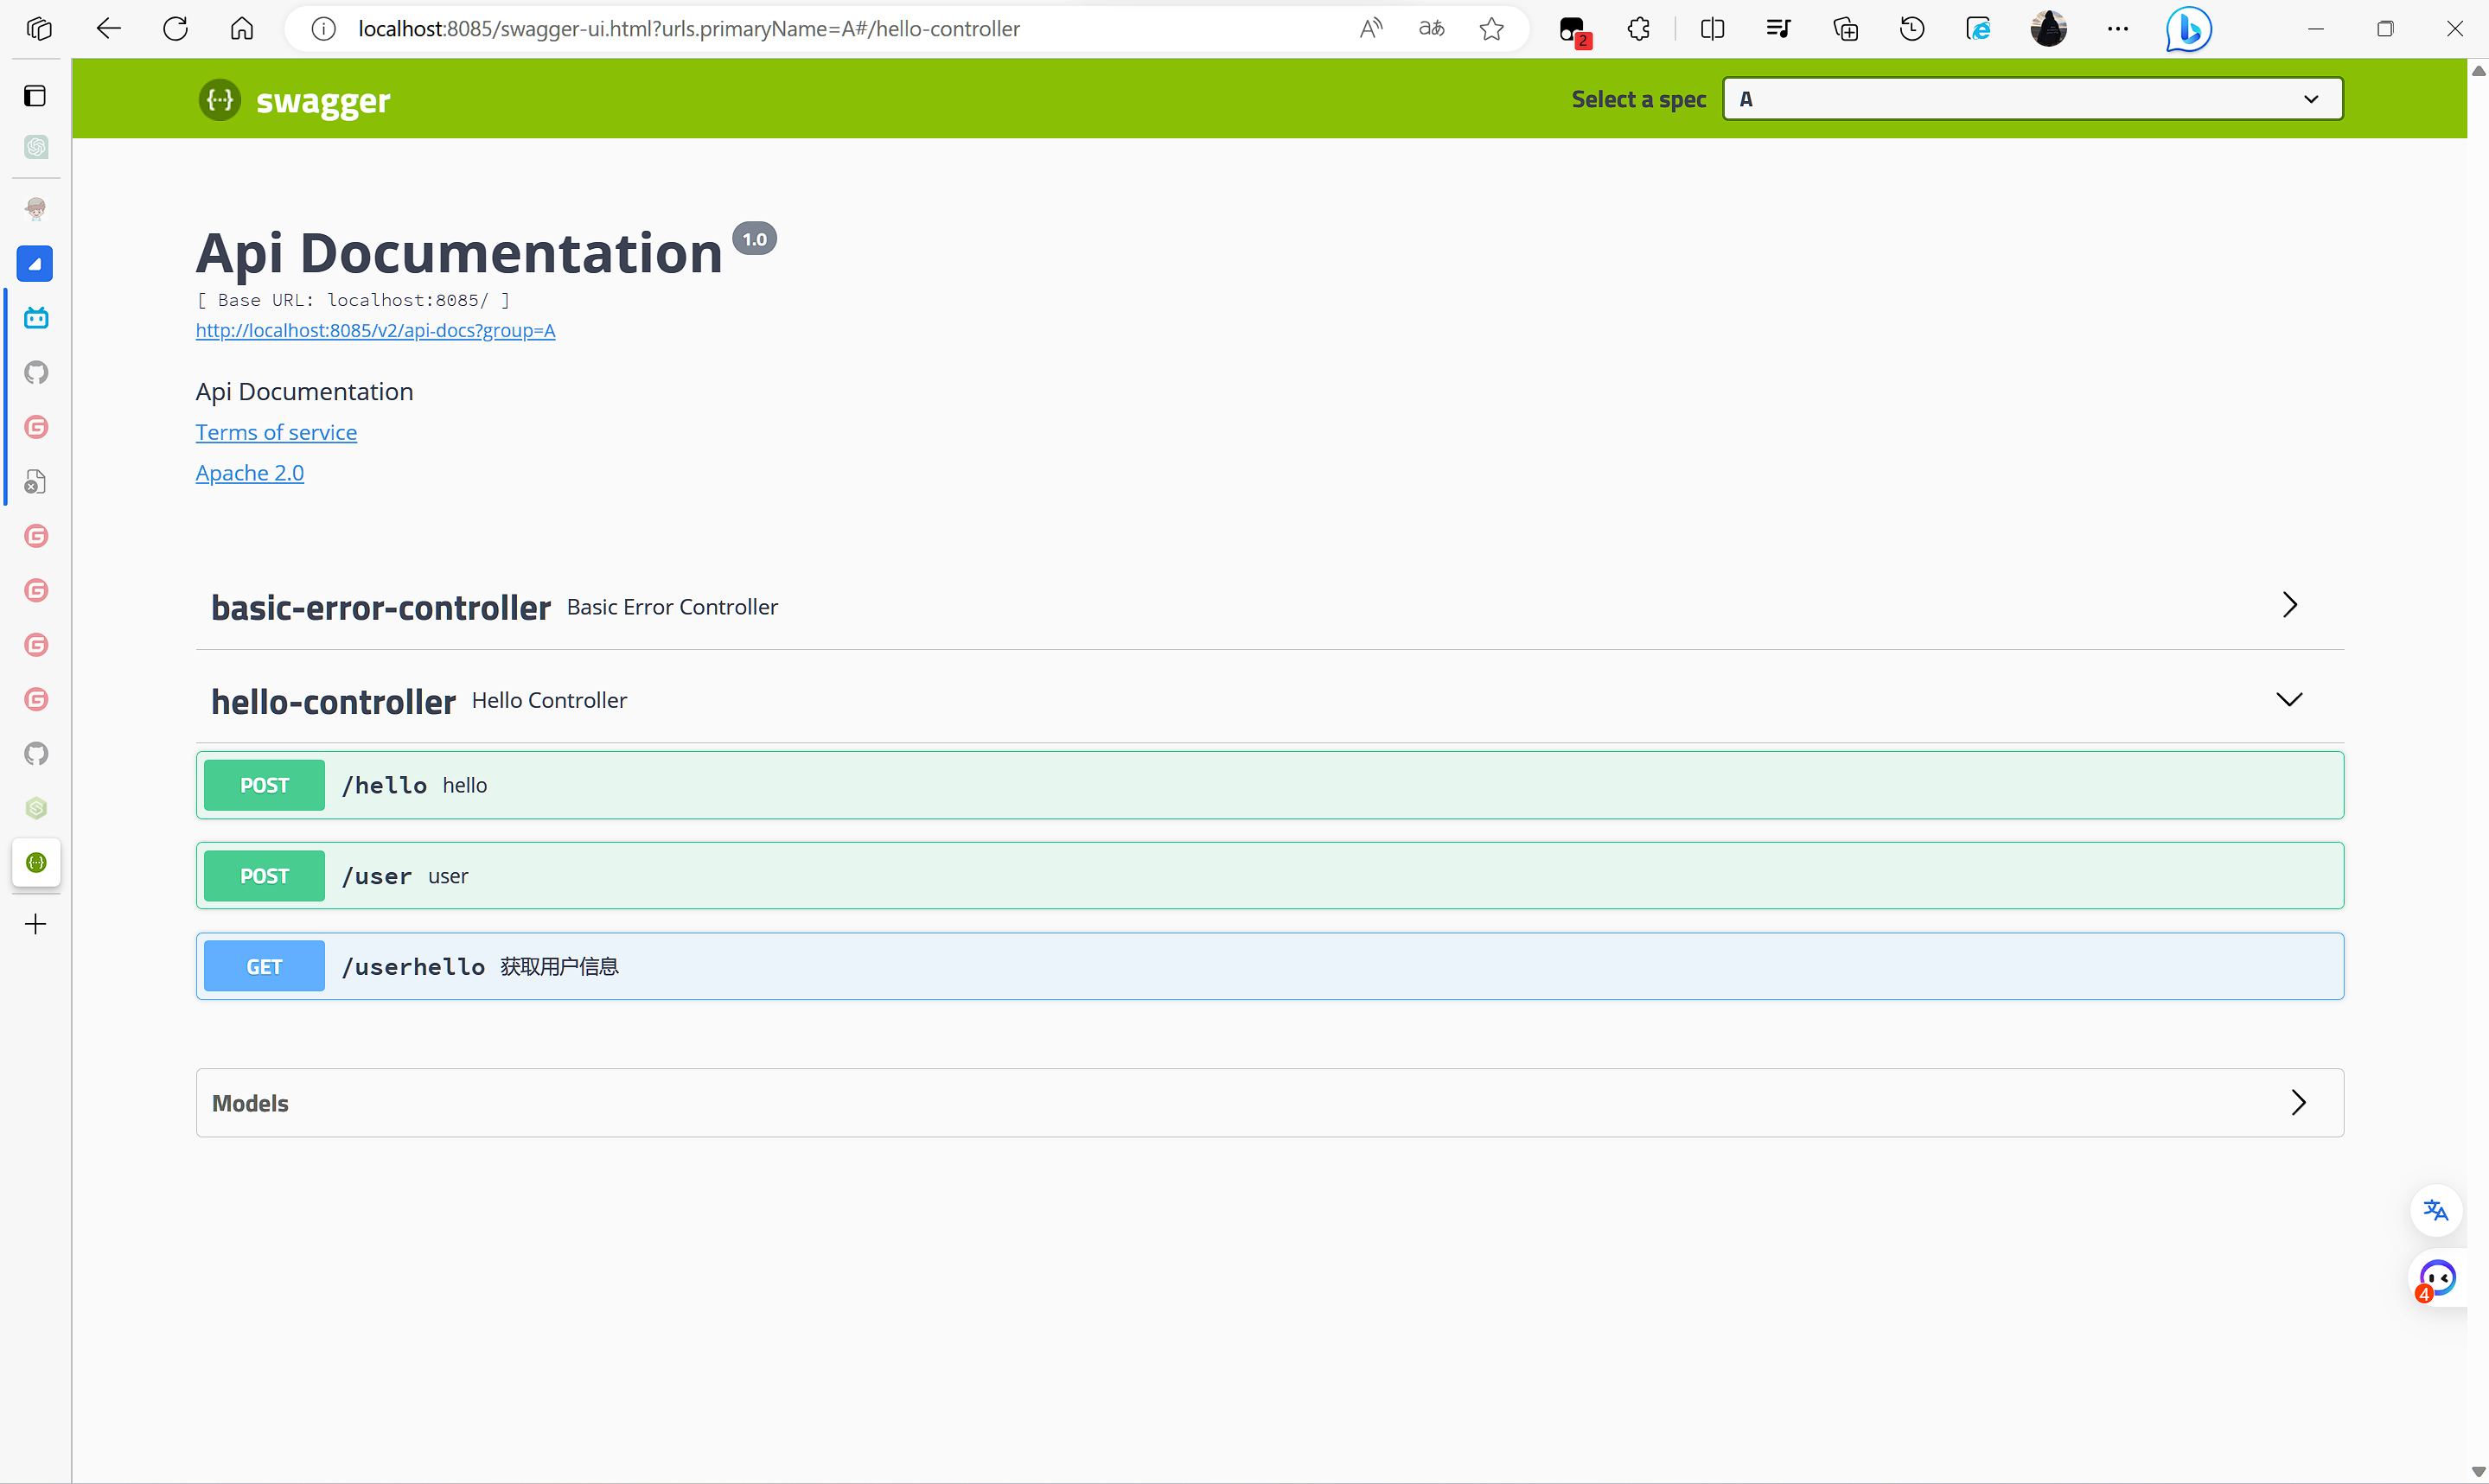 localhost:8085/swagger-ui.html?urls.primaryName=A#/hello-controller
2
swagger
Select a spec
A
Api Documentation 1.0
[ Base URL: localhost:8085/ ]
http://localhost:8085/v2/api-docs?group=A
Api Documentation
Terms of service
Apache 2.0
basic-error-controller Basic Error Controller
hello-controller Hello Controller
POST /hello hello
POST /user user
GET /userhello 获取用户信息
Models
4